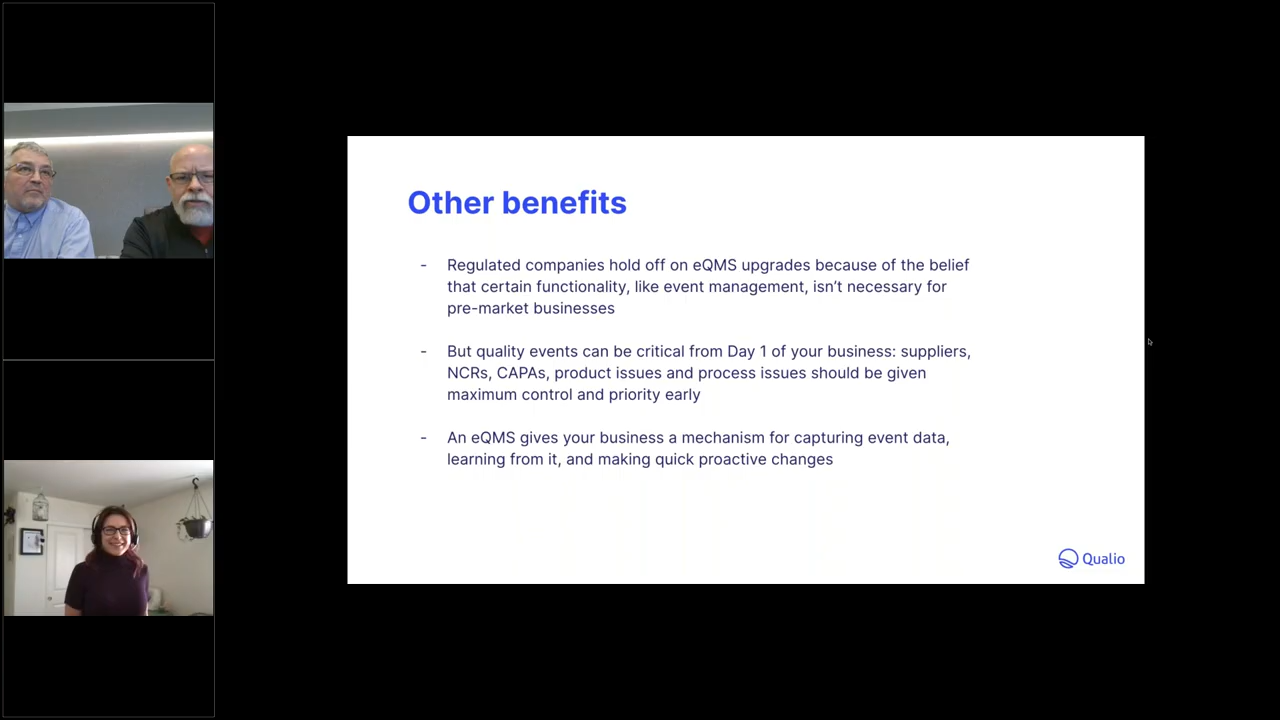 Other benefits
- Regulated companies hold off on eQMS upgrades because of the belief
that certain functionality, like event management, isn’t necessary for
pre-market businesses
- But quality events can be critical from Day 1 of your business: suppliers,
NCRs, CAPAs, product issues and process issues should be given
maximum control and priority early
- An eQMS gives your business a mechanism for capturing event data,
learning from it, and making quick proactive changes
Qualio